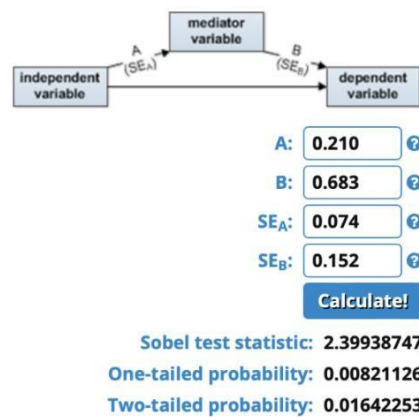 mediator
variable
A
(SEA)
B
(SEB)
independent
variable
dependent
variable
A: 0.210 ?
B: 0.683 ?
SEA: 0.074 ?
SEB: 0.152 ?
Calculate!
Sobel test statistic: 2.39938747
One-tailed probability: 0.00821126
Two-tailed probability: 0.01642253